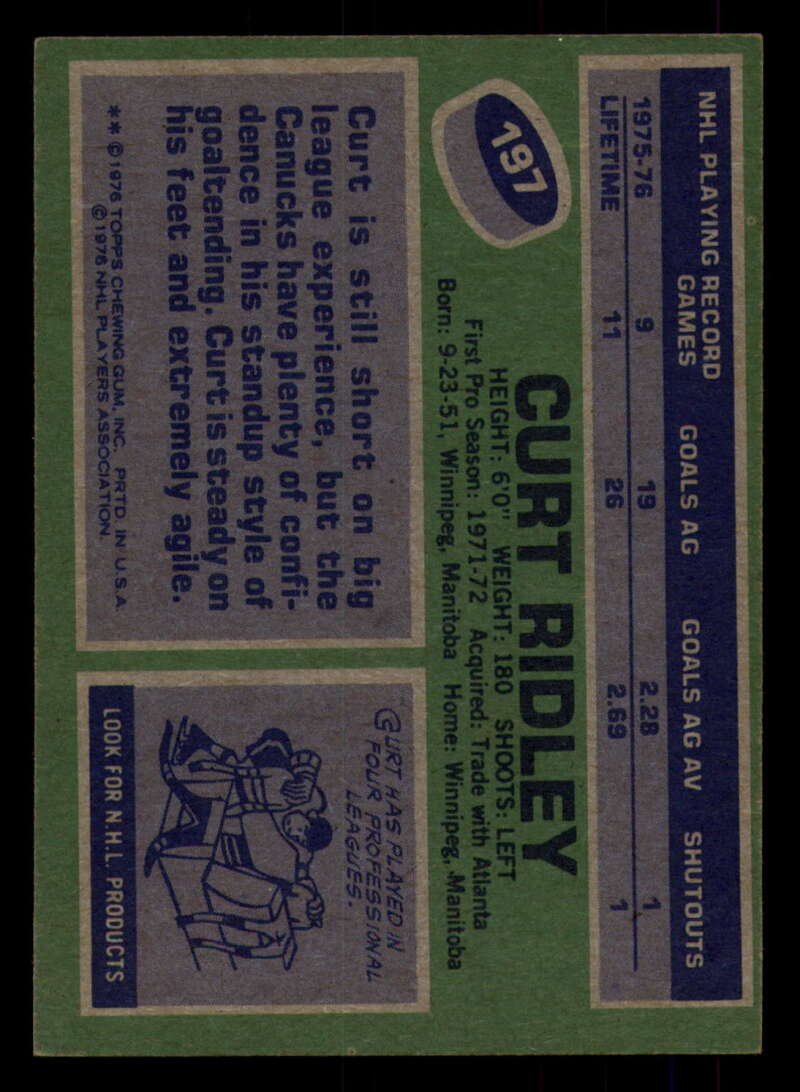 NHL PLAYING RECORD
GAMES GOALS AG GOALS AG AV SHUTOUTS
1975-76 9 19 2.28 1
LIFETIME 11 26 2.69 1
197
CURT RIDLEY
HEIGHT: 6'0" WEIGHT: 180 SHOOTS: LEFT
First Pro Season: 1971-72 Acquired: Trade with Atlanta
Born: 9-23-51, Winnipeg, Manitoba Home: Winnipeg, Manitoba
Curt is still short on big
league experience, but the
Canucks have plenty of confi-
dence in his standup style of
goaltending. Curt is steady on
his feet and extremely agile.
** © 1976 TOPPS CHEWING GUM, INC. PRTD. IN U.S.A.
© 1976 NHL PLAYERS ASSOCIATION.
CURT HAS PLAYED IN
FOUR PROFESSIONAL
LEAGUES.
LOOK FOR N.H.L. PRODUCTS